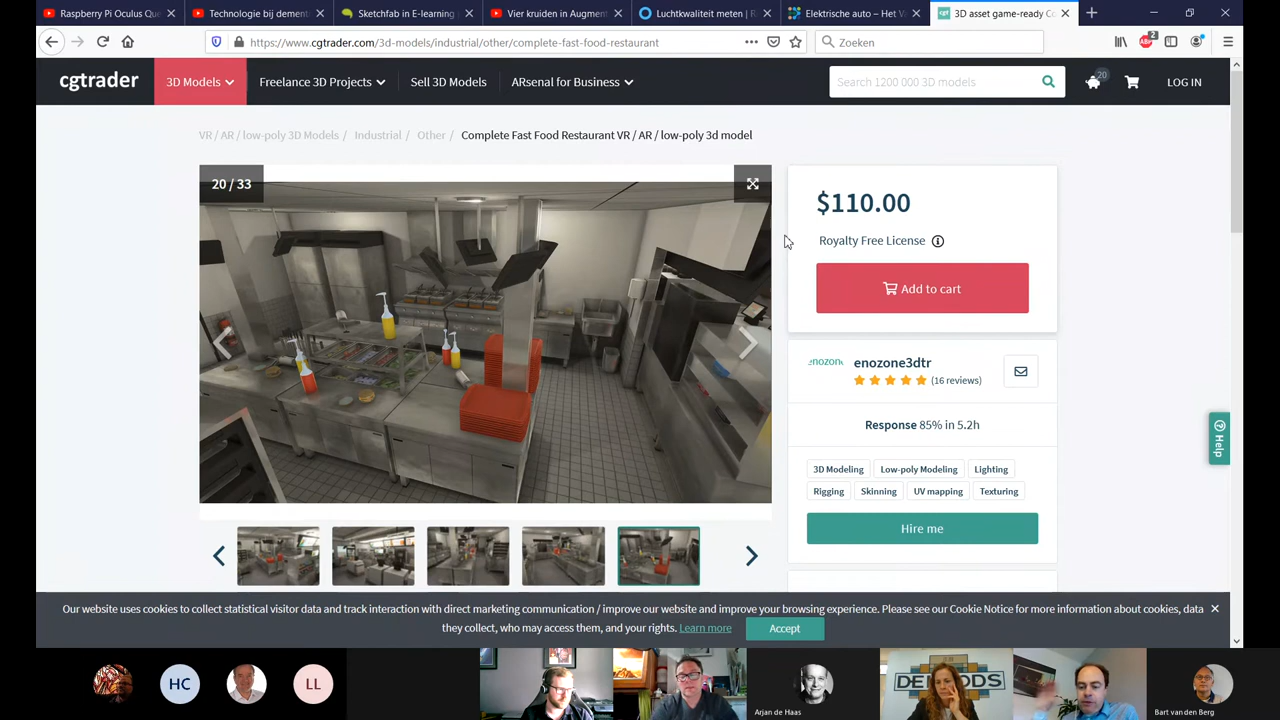 Raspberry Pi Oculus Que
Technologie bij dement
Sketchfab in E-learning
Vier kruiden in Augment
Luchtkwaliteit meten | R
Elektrische auto – Het Va
3D asset game-ready Co
https://www.cgtrader.com/3d-models/industrial/other/complete-fast-food-restaurant
Zoeken
2
cgtrader
3D Models
Freelance 3D Projects
Sell 3D Models
ARsenal for Business
Search 1200 000 3D models
20
LOG IN
VR / AR / low-poly 3D Models / Industrial / Other / Complete Fast Food Restaurant VR / AR / low-poly 3d model
20 / 33
$110.00
Royalty Free License
Add to cart
enozone
enozone3dtr
(16 reviews)
Response 85% in 5.2h
3D Modeling
Low-poly Modeling
Lighting
Rigging
Skinning
UV mapping
Texturing
Hire me
Help
Our website uses cookies to collect statistical visitor data and track interaction with direct marketing communication / improve our website and improve your browsing experience. Please see our Cookie Notice for more information about cookies, data
they collect, who may access them, and your rights. Learn more
Accept
HC
LL
Arjan de Haas
Bart van den Berg